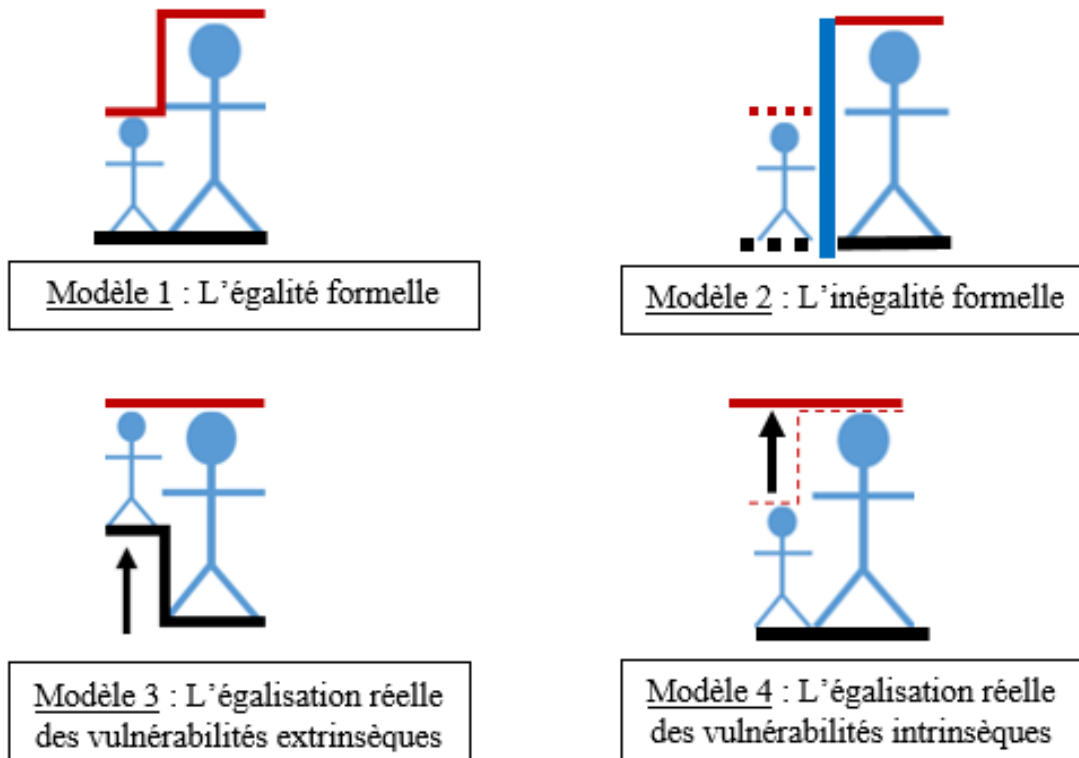 Modèle 1 : L'égalité formelle
Modèle 2 : L'inégalité formelle
Modèle 3 : L'égalisation réelle
des vulnérabilités extrinsèques
Modèle 4 : L'égalisation réelle
des vulnérabilités intrinsèques